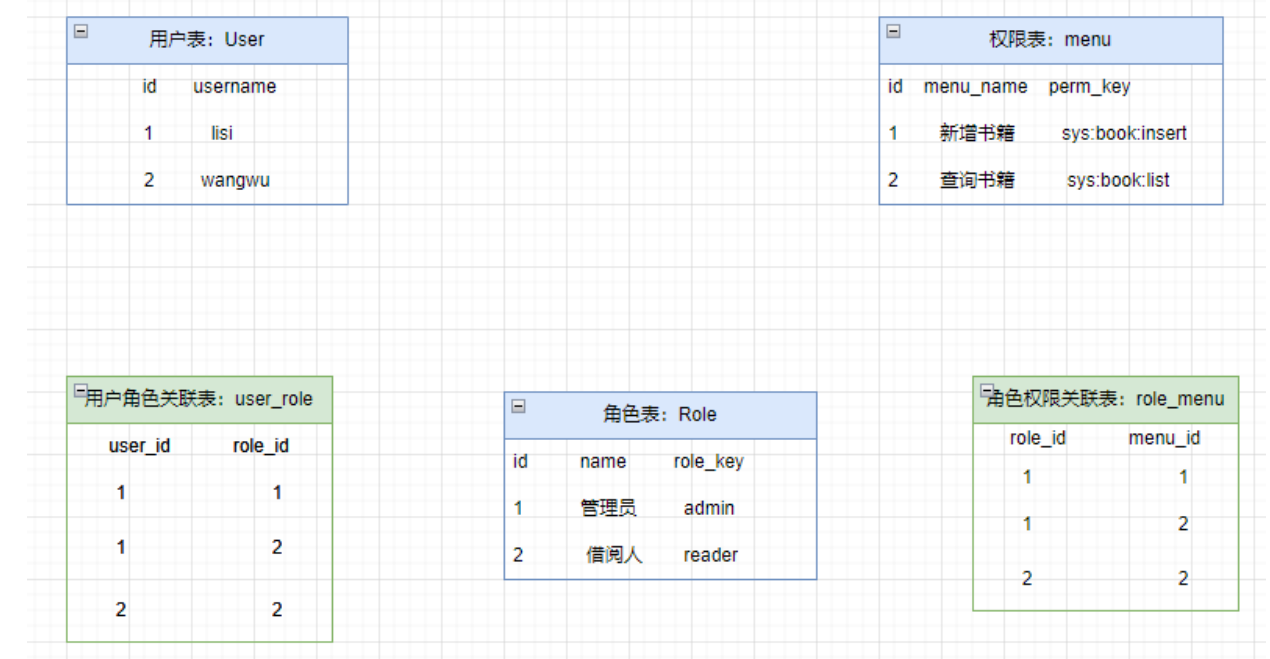 用户表：User
id username
1 lisi
2 wangwu
权限表：menu
id menu_name perm_key
1 新增书籍 sys:book:insert
2 查询书籍 sys:book:list
用户角色关联表：user_role
user_id role_id
1 1
1 2
2 2
角色表：Role
id name role_key
1 管理员 admin
2 借阅人 reader
角色权限关联表：role_menu
role_id menu_id
1 1
1 2
2 2